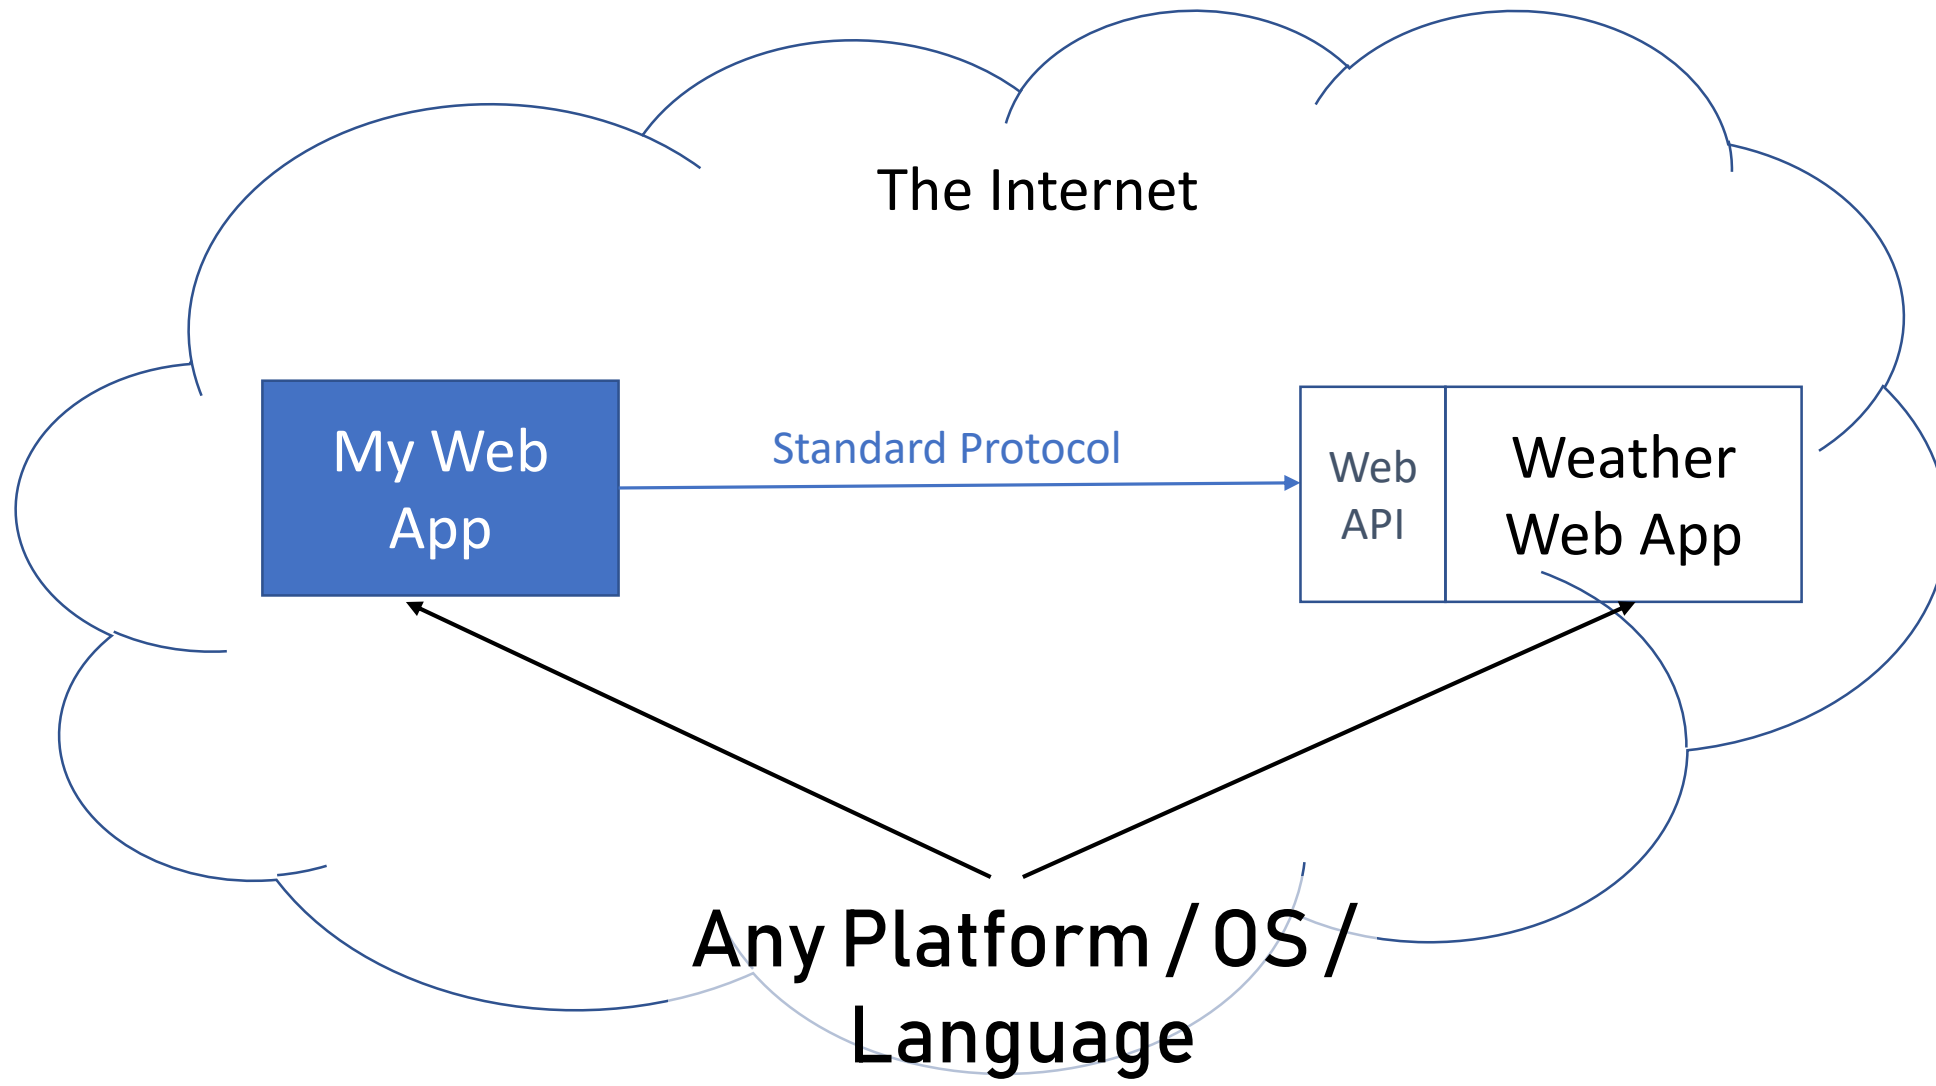 The Internet
My Web
App
Standard Protocol
Web
API
Weather
Web App
Any Platform / OS /
Language